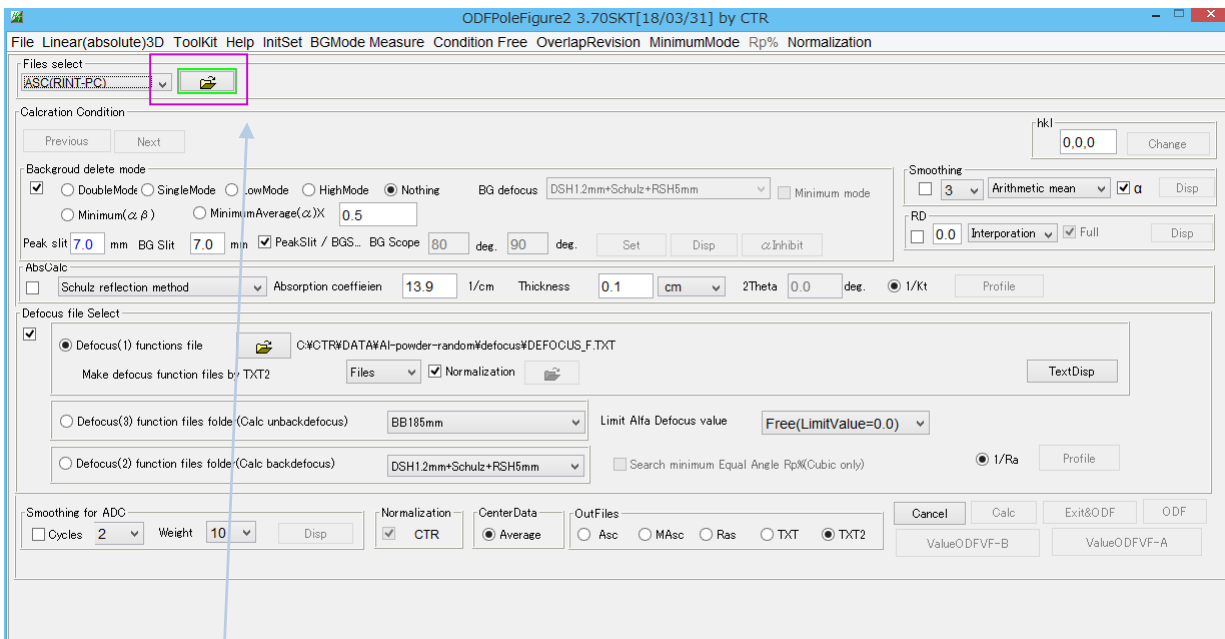 ODFPoleFigure2 3.70SKT[18/03/31] by CTR
File Linear(absolute)3D ToolKit Help InitSet BGMode Measure Condition Free OverlapRevision MinimumMode Rp% Normalization
Files select
ASC(RINT-PC)
Calcration Condition
Previous Next
hkl
0,0,0 Change
Backgroud delete mode
DoubleMode SingleMode LowMode HighMode Nothing BG defocus DSH1.2mm+Schulz+RSH5mm Minimum mode
Minimum(αβ) MinimumAverage(α)X 0.5
Peak slit 7.0 mm BG Slit 7.0 mm PeakSlit / BGS... BG Scope 80 deg. 90 deg. Set Disp αInhibit
Smoothing
3 Arithmetic mean α Disp
RD
0.0 Interporation Full Disp
AbsCalc
Schulz reflection method Absorption coeffieien 13.9 1/cm Thickness 0.1 cm 2Theta 0.0 deg. 1/Kt Profile
Defocus file Select
Defocus(1) functions file C:¥CTR¥DATA¥Al-powder-random¥defocus¥DEFOCUS_F.TXT
Make defocus function files by TXT2 Files Normalization TextDisp
Defocus(3) function files folder(Calc unbackdefocus) BB185mm Limit Alfa Defocus value Free(LimitValue=0.0)
Defocus(2) function files folder(Calc backdefocus) DSH1.2mm+Schulz+RSH5mm Search minimum Equal Angle Rp%(Cubic only) 1/Ra Profile
Smoothing for ADC
Cycles 2 Weight 10 Disp
Normalization
CTR
CenterData
Average
OutFiles
Asc MAsc Ras TXT TXT2
Cancel Calc Exit&ODF ODF
ValueODFVF-B ValueODFVF-A